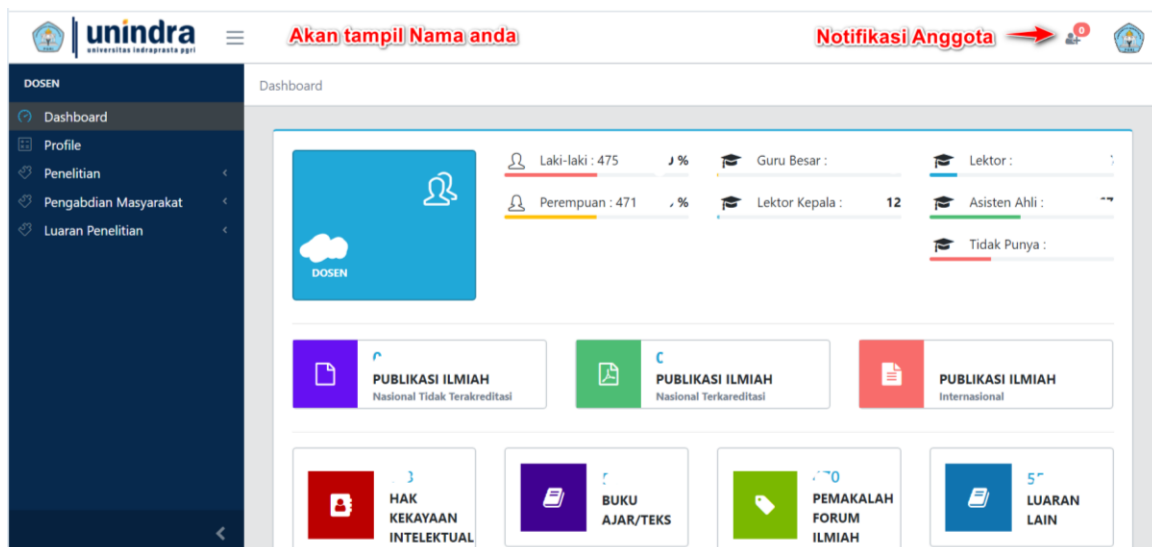 unindra
universitas indraprasta pgri
Akan tampil Nama anda
Notifikasi Anggota
0
DOSEN
Dashboard
Dashboard
Profile
Penelitian
Pengabdian Masyarakat
Luaran Penelitian
Laki-laki : 475 %
Guru Besar :
Lektor :
Perempuan : 471 %
Lektor Kepala : 12
Asisten Ahli :
Tidak Punya :
DOSEN
PUBLIKASI ILMIAH
Nasional Tidak Terakreditasi
PUBLIKASI ILMIAH
Nasional Terkareditasi
PUBLIKASI ILMIAH
Internasional
HAK
KEKAYAAN
INTELEKTUAL
BUKU
AJAR/TEKS
PEMAKALAH
FORUM
ILMIAH
LUARAN
LAIN